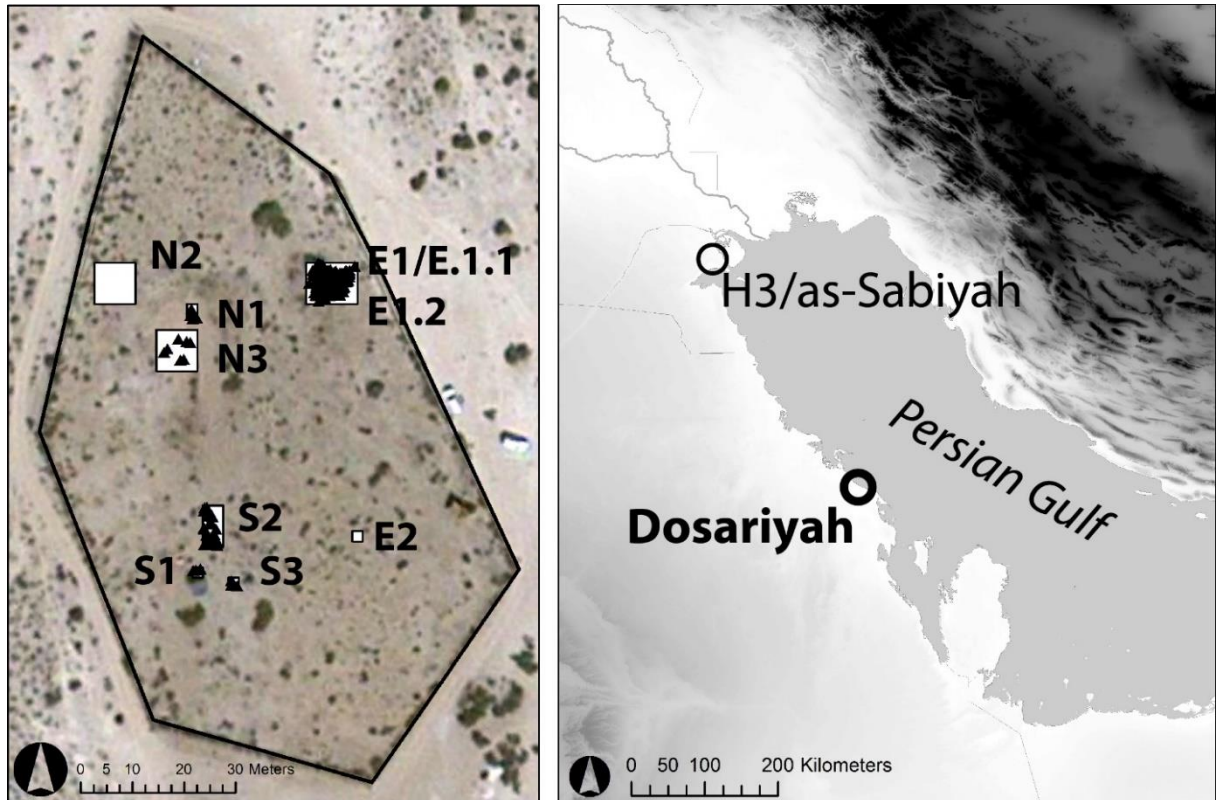 N2
E1/E.1.1
E1.2
N1
N3
S2
E2
S1
S3
0 5 10 20 30 Meters
H3/as-Sabiyah
Persian Gulf
Dosariyah
0 50 100 200 Kilometers